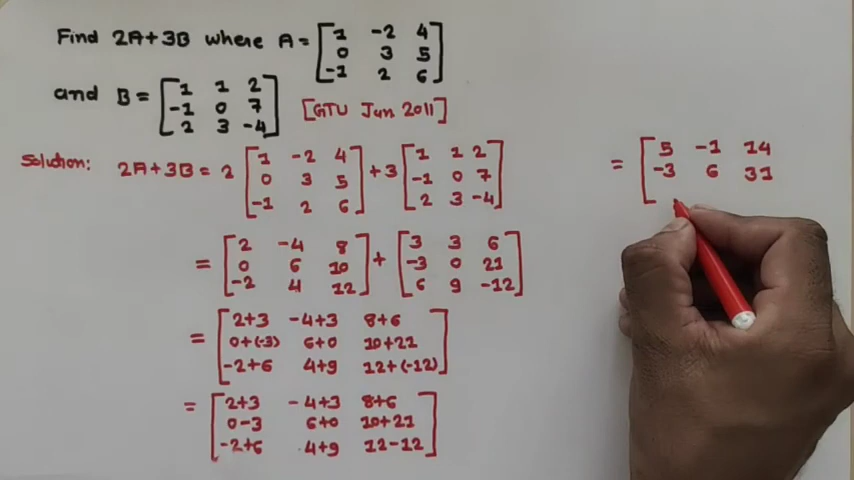 Find 2A+3B where A = [1 -2 4
0 3 5
-1 2 6]
and B = [1 1 2
-1 0 7
2 3 -4] [GTU Jun 2011]
Solution: 2A+3B = 2 [1 -2 4
0 3 5
-1 2 6] +3 [1 1 2
-1 0 7
2 3 -4]
= [2 -4 8
0 6 10
-2 4 12] + [3 3 6
-3 0 21
6 9 -12]
= [2+3 -4+3 8+6
0+(-3) 6+0 10+21
-2+6 4+9 12+(-12)]
= [2+3 -4+3 8+6
0-3 6+0 10+21
-2+6 4+9 12-12]
= [5 -1 14
-3 6 31